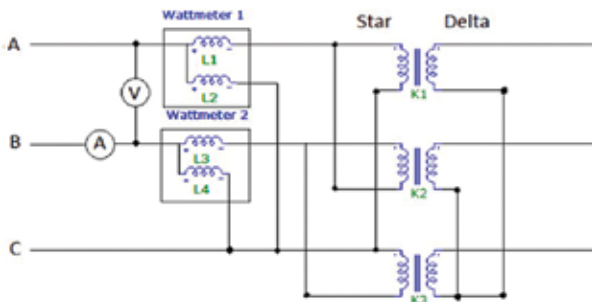 Wattmeter 1
Star Delta
A
L1
L2
K1
V
Wattmeter 2
B
A
L3
L4
K2
C
K3